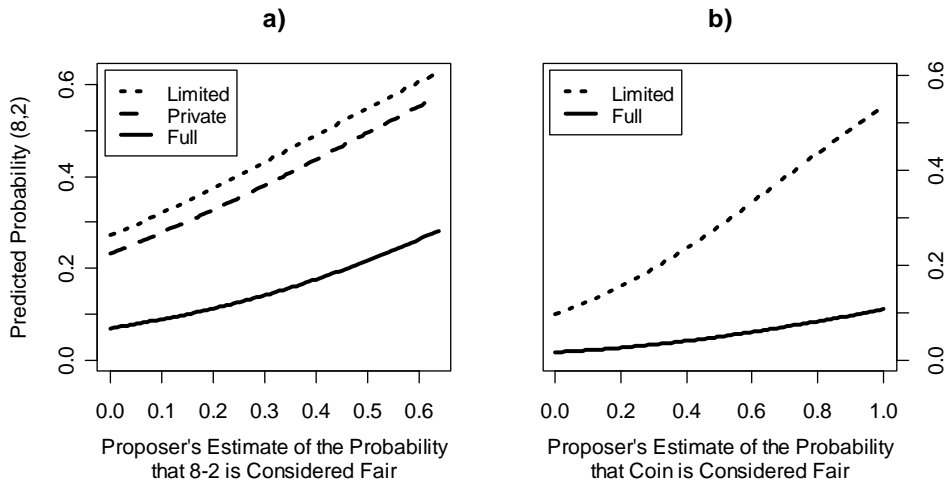 a)
b)
Predicted Probability (8,2)
0.0 0.2 0.4 0.6
Limited
Private
Full
0.0 0.1 0.2 0.3 0.4 0.5 0.6
Proposer's Estimate of the Probability
that 8-2 is Considered Fair
Limited
Full
0.0 0.2 0.4 0.6
0.0 0.2 0.4 0.6 0.8 1.0
Proposer's Estimate of the Probability
that Coin is Considered Fair